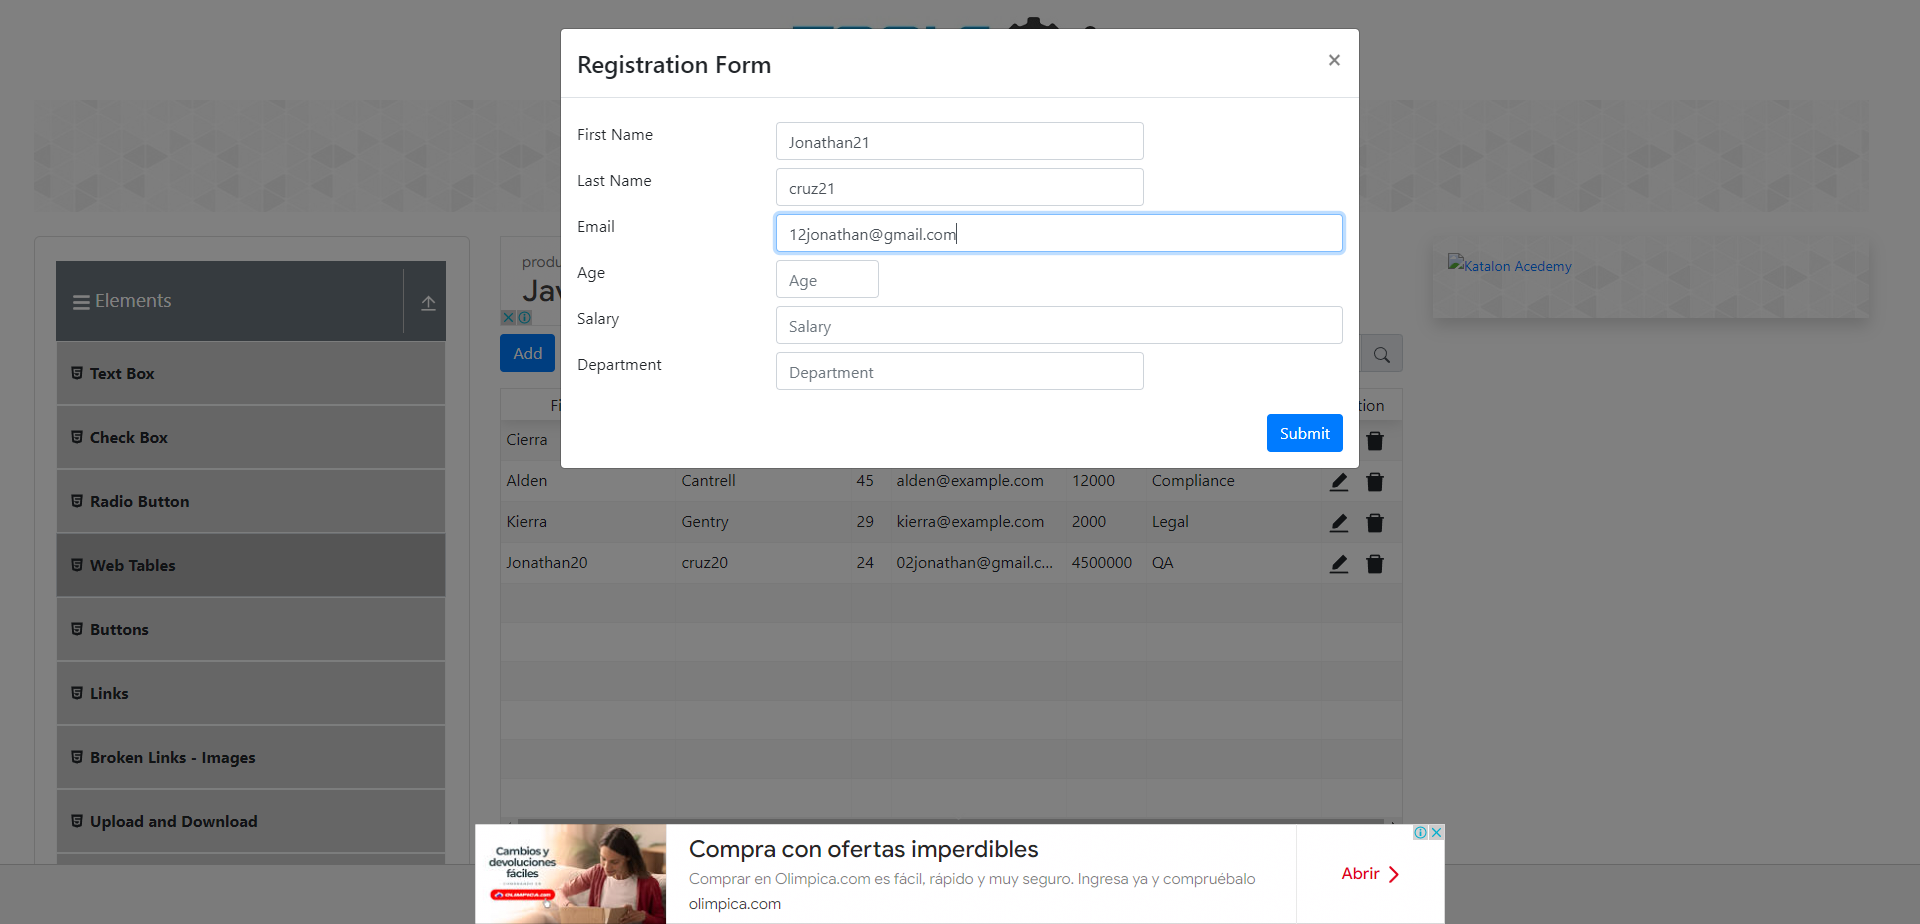 Registration Form
×
First Name
Jonathan21
Last Name
cruz21
Email
12jonathan@gmail.com
Age
Age
Salary
Salary
Department
Department
Submit
Elements
Text Box
Check Box
Radio Button
Web Tables
Buttons
Links
Broken Links - Images
Upload and Download
produ
Jav
Add
Katalon Acedemy
Fi
tion
Cierra
Alden Cantrell 45 alden@example.com 12000 Compliance
Kierra Gentry 29 kierra@example.com 2000 Legal
Jonathan20 cruz20 24 02jonathan@gmail.c... 4500000 QA
Cambios y
devoluciones
fáciles
Compra con ofertas imperdibles
Comprar en Olimpica.com es fácil, rápido y muy seguro. Ingresa ya y compruébalo
olimpica.com
Abrir